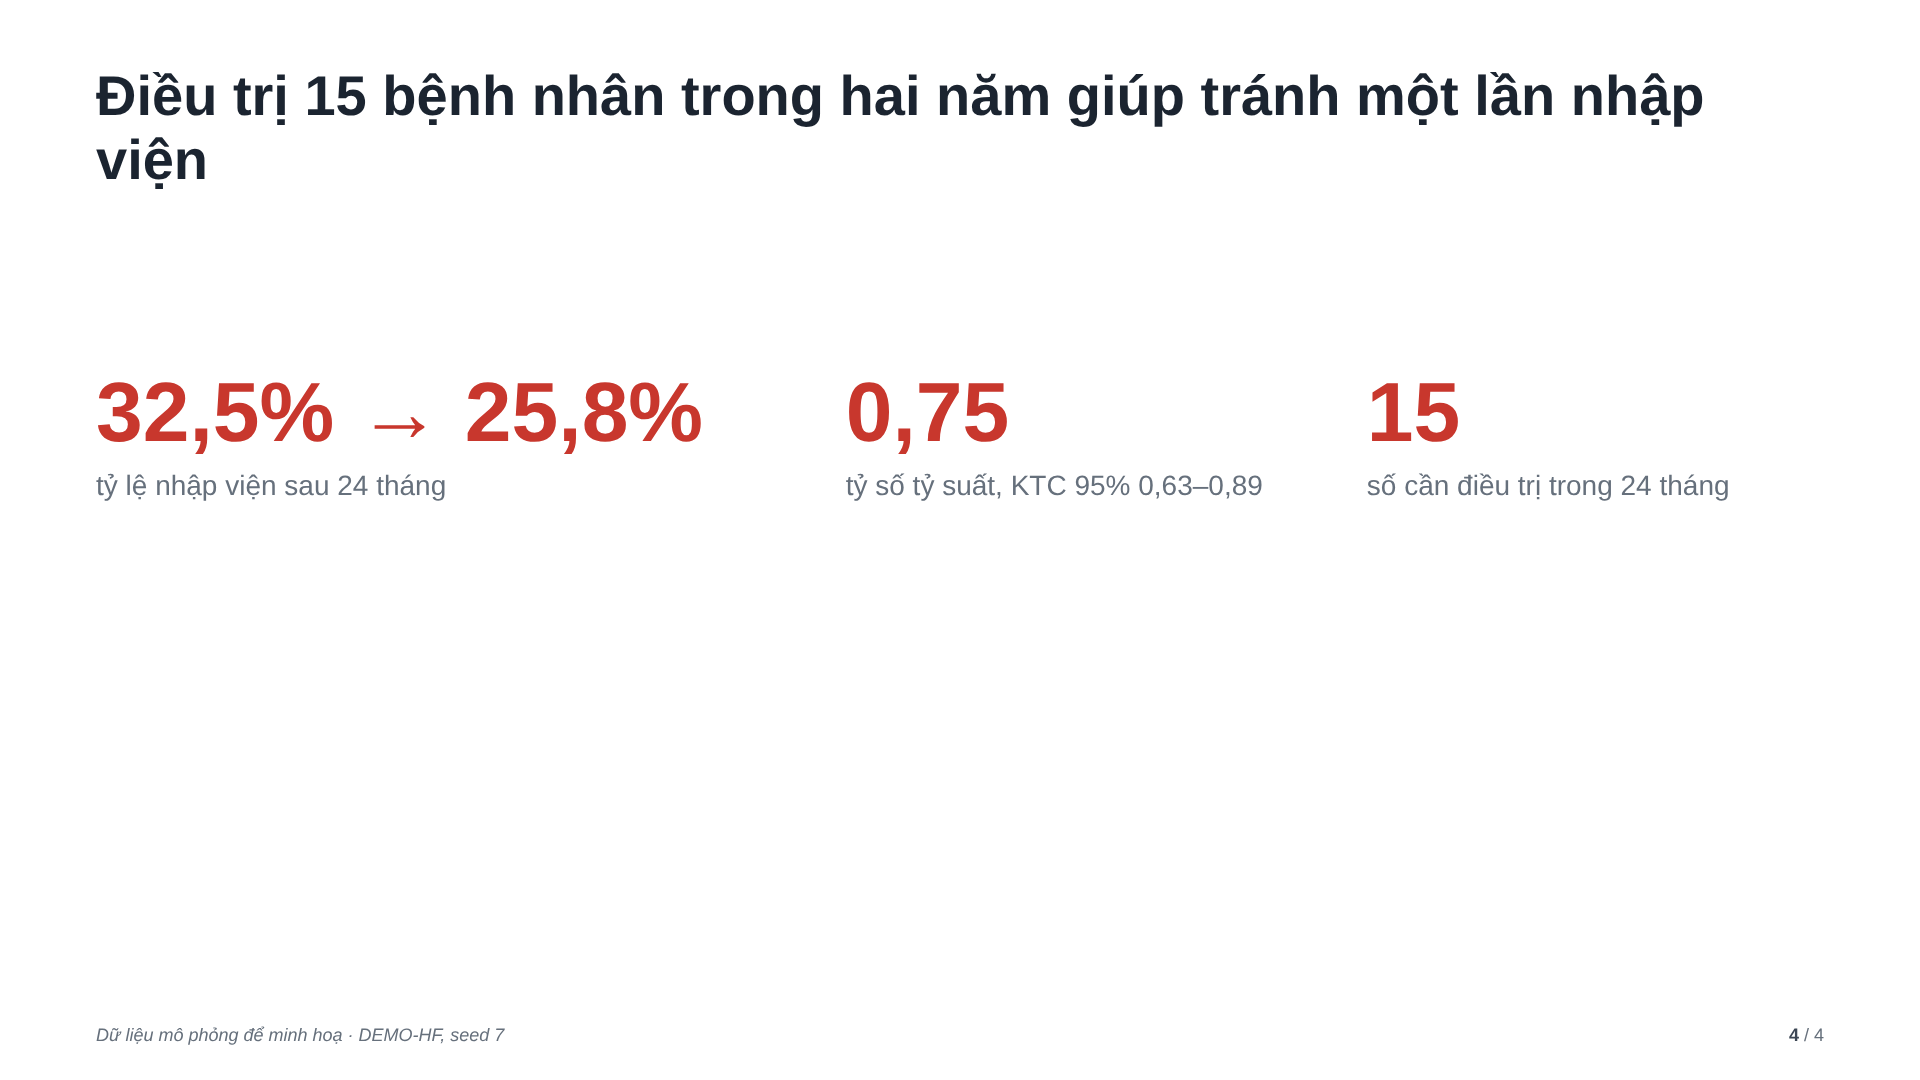 Điều trị 15 bệnh nhân trong hai năm giúp tránh một lần nhập
viện
32,5% → 25,8%
tỷ lệ nhập viện sau 24 tháng
0,75
tỷ số tỷ suất, KTC 95% 0,63–0,89
15
số cần điều trị trong 24 tháng
Dữ liệu mô phỏng để minh hoạ · DEMO-HF, seed 7
4 / 4